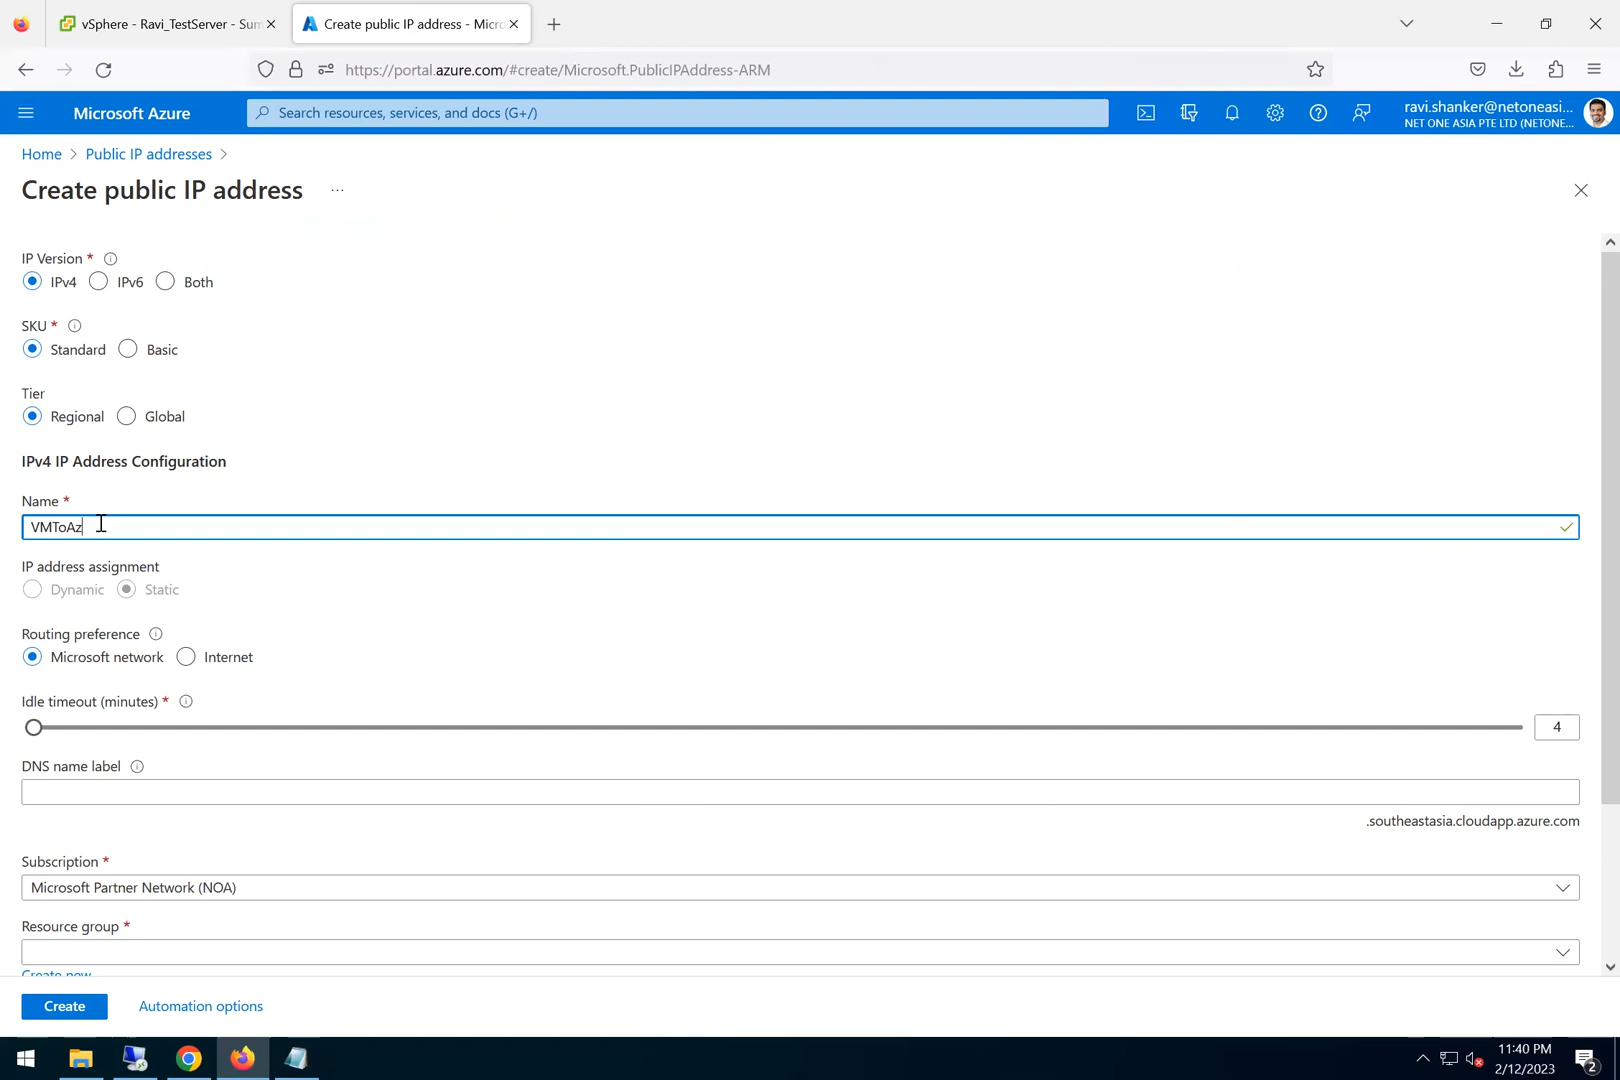 vSphere - Ravi_TestServer - Sum
Create public IP address - Micro
https://portal.azure.com/#create/Microsoft.PublicIPAddress-ARM
Microsoft Azure
Search resources, services, and docs (G+/)
ravi.shanker@netoneasi...
NET ONE ASIA PTE LTD (NETONE...
Home > Public IP addresses >
Create public IP address ...
IP Version *
IPv4 IPv6 Both
SKU *
Standard Basic
Tier
Regional Global
IPv4 IP Address Configuration
Name *
VMToAz
IP address assignment
Dynamic Static
Routing preference
Microsoft network Internet
Idle timeout (minutes) *
4
DNS name label
.southeastasia.cloudapp.azure.com
Subscription *
Microsoft Partner Network (NOA)
Resource group *
Create new
Create Automation options
11:40 PM
2/12/2023
2